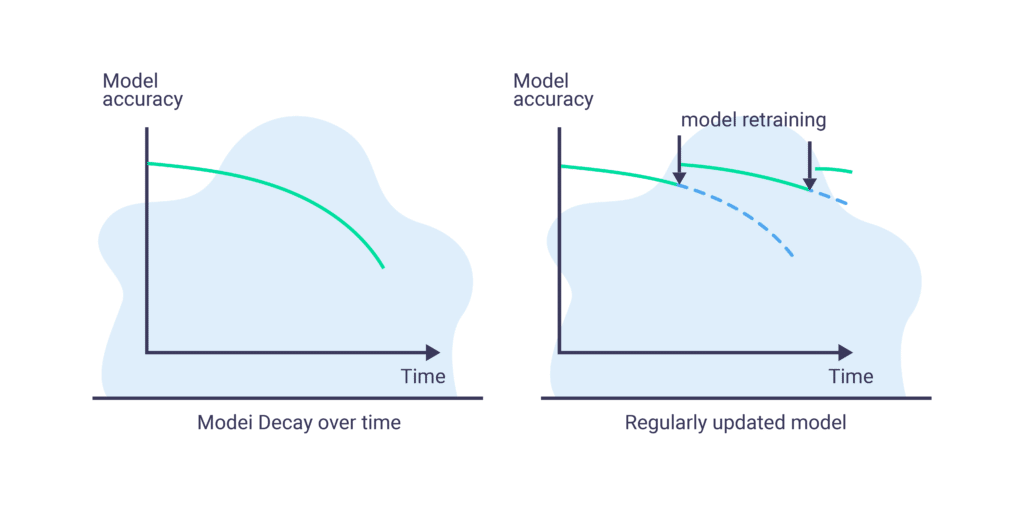 Model
accuracy
Time
Modei Decay over time
Model
accuracy
model retraining
Time
Regularly updated model